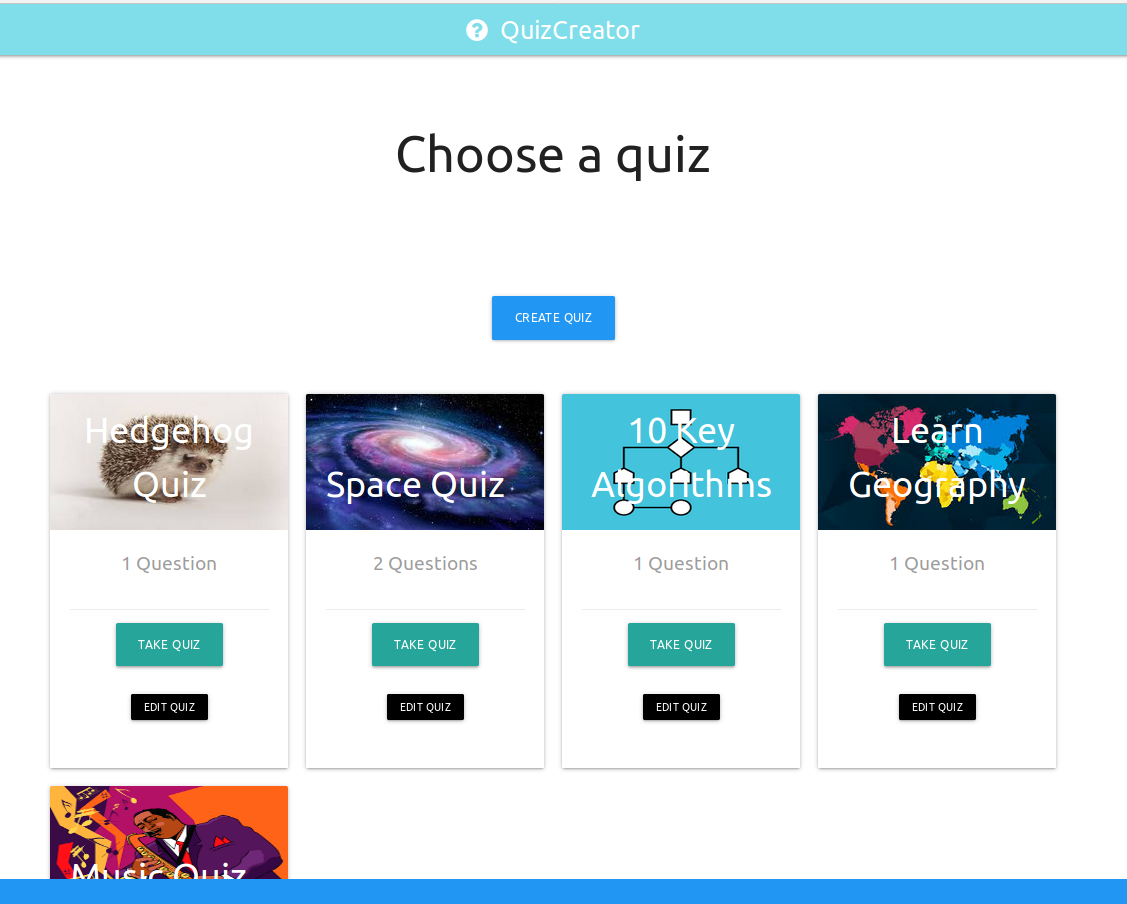 QuizCreator
Choose a quiz
CREATE QUIZ
Hedgehog
Quiz
1 Question
TAKE QUIZ
EDIT QUIZ
Space Quiz
2 Questions
TAKE QUIZ
EDIT QUIZ
10 Key
Algorithms
1 Question
TAKE QUIZ
EDIT QUIZ
Learn
Geography
1 Question
TAKE QUIZ
EDIT QUIZ
Music Quiz